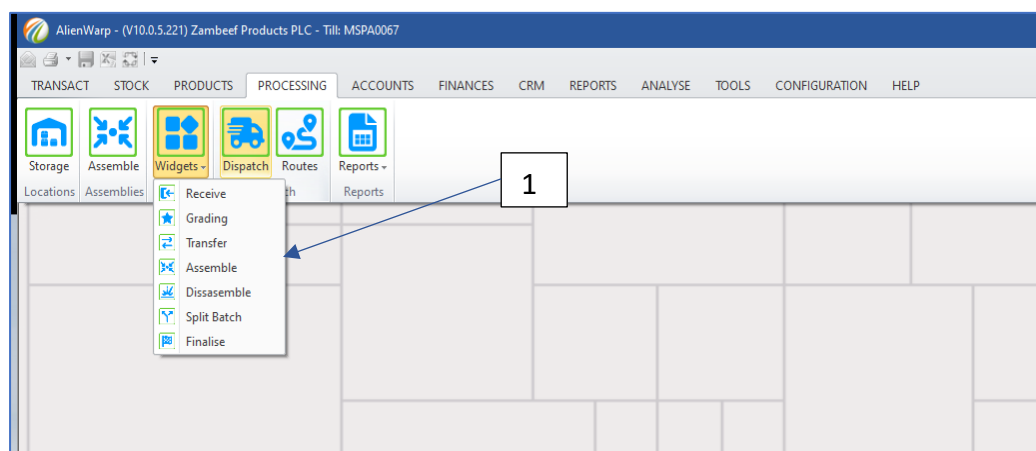 AlienWarp - (V10.0.5.221) Zambeef Products PLC - Till: MSPA0067
TRANSACT STOCK PRODUCTS PROCESSING ACCOUNTS FINANCES CRM REPORTS ANALYSE TOOLS CONFIGURATION HELP
Storage Assemble Widgets Dispatch Routes Reports
Locations Assemblies th Reports
1
Receive
Grading
Transfer
Assemble
Dissasemble
Split Batch
Finalise